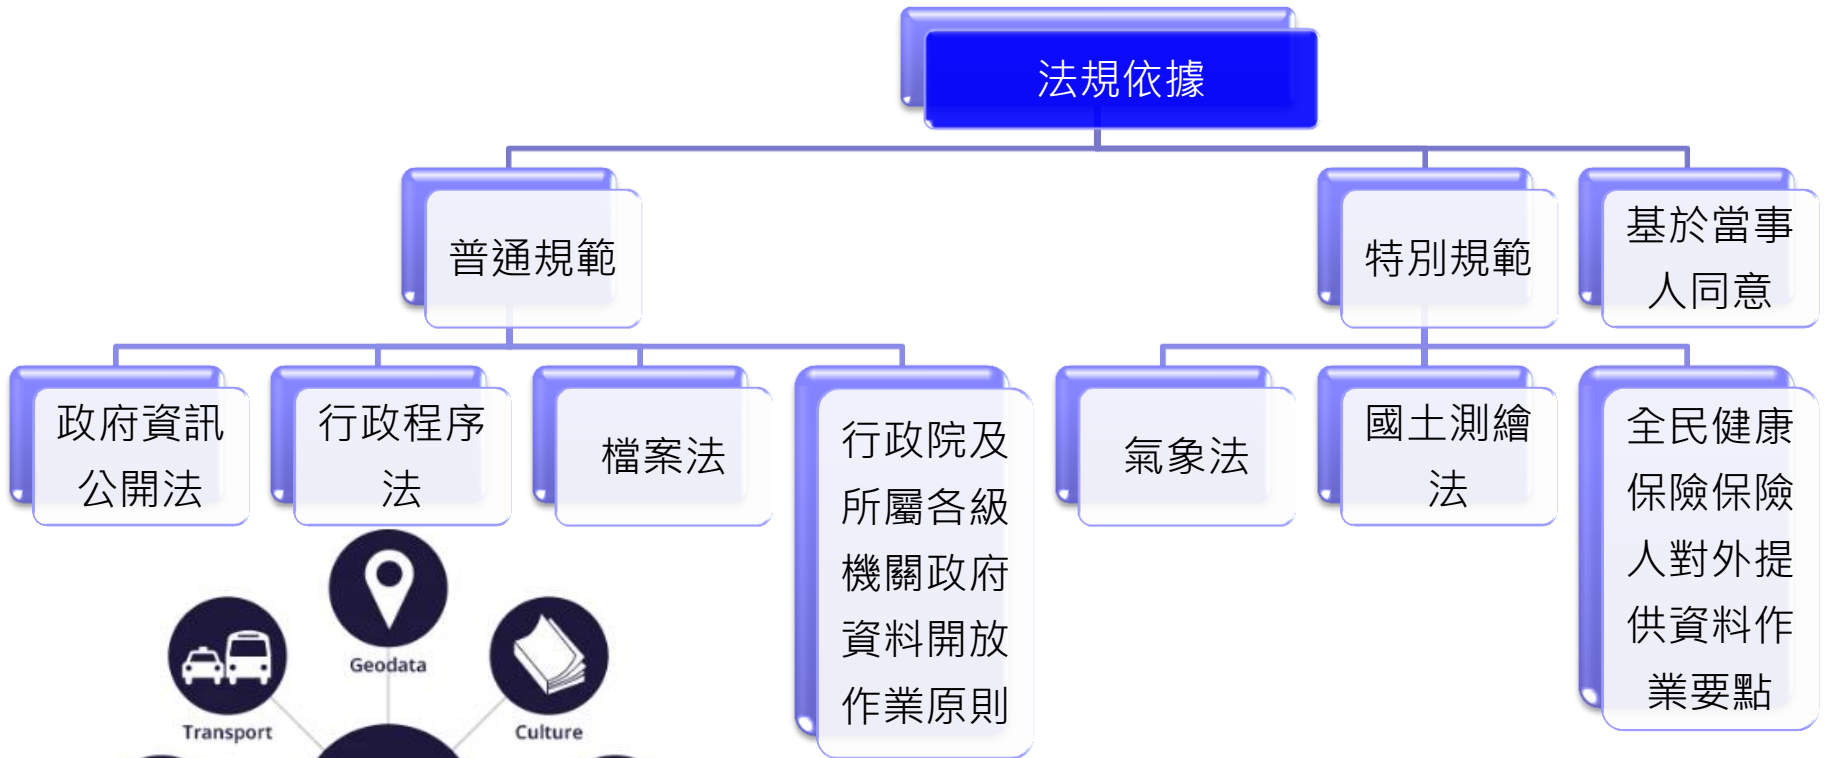 法規依據
普通規範
特別規範
基於當事
人同意
政府資訊
公開法
行政程序
法
檔案法
行政院及
所屬各級
機關政府
資料開放
作業原則
氣象法
國土測繪
法
全民健康
保險保險
人對外提
供資料作
業要點
Geodata
Transport
Culture